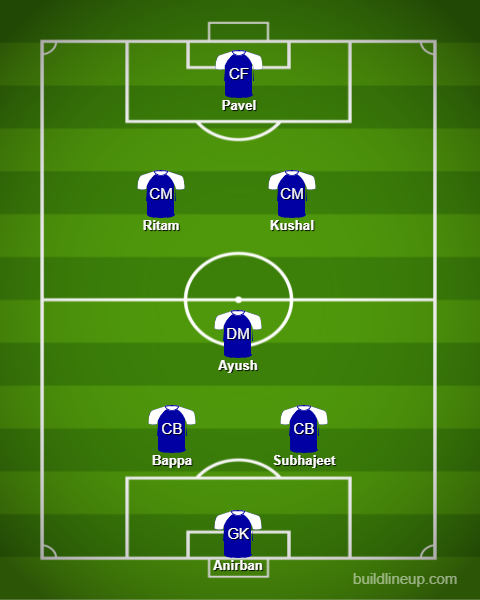 CF
Pavel
CM CM
Ritam Kushal
DM
Ayush
CB CB
Bappa Subhajeet
GK
Anirban
buildlineup.com